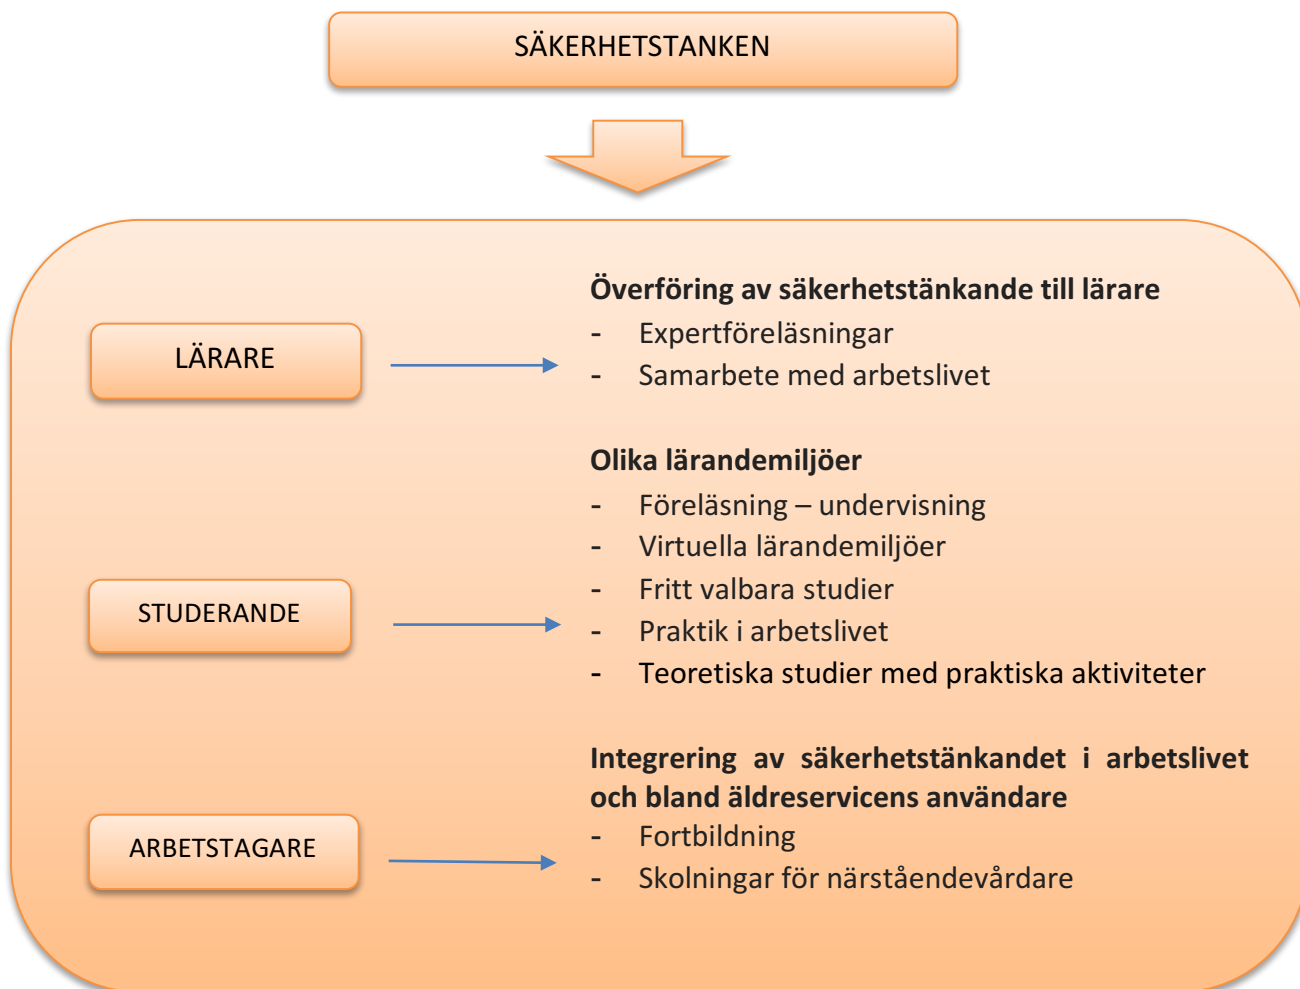 SÄKERHETSTANKEN
LÄRARE
Överföring av säkerhetstänkande till lärare
- Expertföreläsningar
- Samarbete med arbetslivet
STUDERANDE
Olika lärandemiljöer
- Föreläsning – undervisning
- Virtuella lärandemiljöer
- Fritt valbara studier
- Praktik i arbetslivet
- Teoretiska studier med praktiska aktiviteter
ARBETSTAGARE
Integrering av säkerhetstänkandet i arbetslivet
och bland äldreservicens användare
- Fortbildning
- Skolningar för närståendevårdare